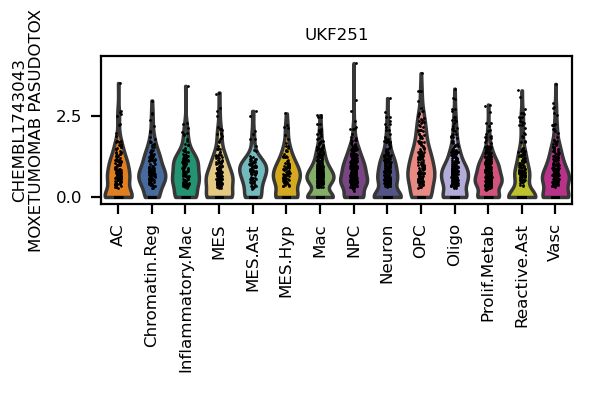 UKF251
CHEMBL1743043
MOXETUMOMAB PASUDOTOX
2.5
0.0
AC
Chromatin.Reg
Inflammatory.Mac
MES
MES.Ast
MES.Hyp
Mac
NPC
Neuron
OPC
Oligo
Prolif.Metab
Reactive.Ast
Vasc